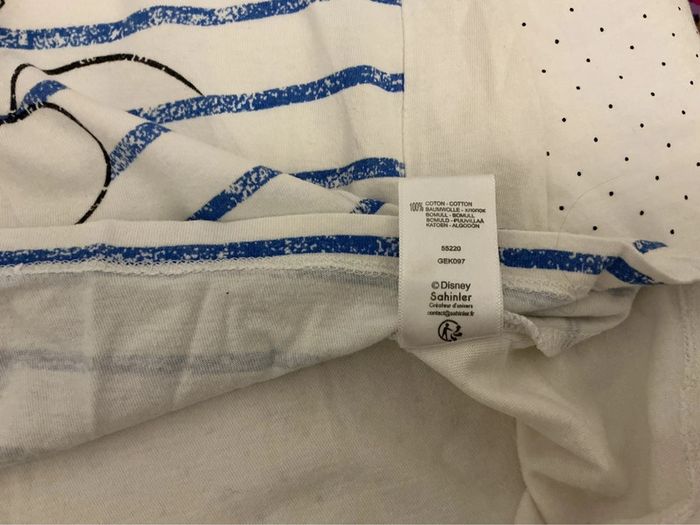 100% COTON - COTTON
BAUMWOLLE - ХЛОПОК
BOMULL - BOMULL
BOMULD - PUUVILLAA
KATOEN - ALGODÓN
55220
GEK097
©Disney
Sahinler
Créateur d'univers
contact@sahinler.fr